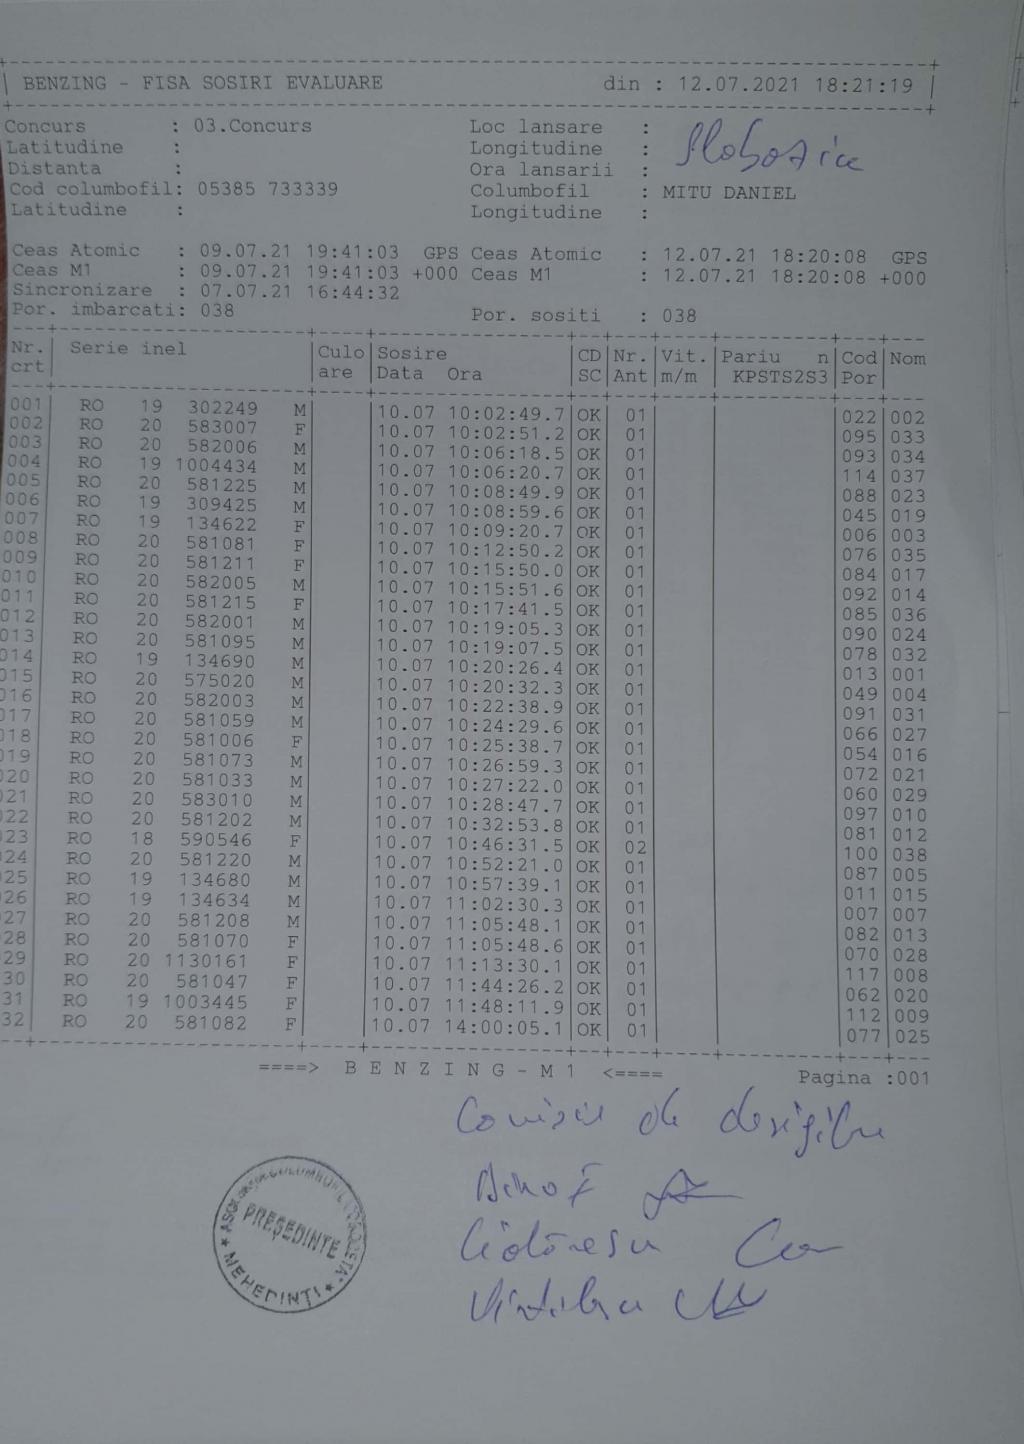 BENZING - FISA SOSIRI EVALUARE din : 12.07.2021 18:21:19
Concurs : 03.Concurs Loc lansare :
Latitudine : Longitudine : Slobozia
Distanta : Ora lansarii :
Cod columbofil: 05385 733339 Columbofil : MITU DANIEL
Latitudine : Longitudine :
Ceas Atomic : 09.07.21 19:41:03 GPS Ceas Atomic : 12.07.21 18:20:08 GPS
Ceas M1 : 09.07.21 19:41:03 +000 Ceas M1 : 12.07.21 18:20:08 +000
Sincronizare : 07.07.21 16:44:32
Por. imbarcati: 038 Por. sositi : 038
Nr. Serie inel Culo Sosire CD Nr. Vit. Pariu n Cod Nom
crt are Data Ora SC Ant m/m KPSTS2S3 Por
001 RO 19 302249 M 10.07 10:02:49.7 OK 01 022 002
002 RO 20 583007 F 10.07 10:02:51.2 OK 01 095 033
003 RO 20 582006 M 10.07 10:06:18.5 OK 01 093 034
004 RO 19 1004434 M 10.07 10:06:20.7 OK 01 114 037
005 RO 20 581225 M 10.07 10:08:49.9 OK 01 088 023
006 RO 19 309425 M 10.07 10:08:59.6 OK 01 045 019
007 RO 19 134622 F 10.07 10:09:20.7 OK 01 006 003
008 RO 20 581081 F 10.07 10:12:50.2 OK 01 076 035
009 RO 20 581211 F 10.07 10:15:50.0 OK 01 084 017
010 RO 20 582005 M 10.07 10:15:51.6 OK 01 092 014
011 RO 20 581215 F 10.07 10:17:41.5 OK 01 085 036
012 RO 20 582001 M 10.07 10:19:05.3 OK 01 090 024
013 RO 20 581095 M 10.07 10:19:07.5 OK 01 078 032
014 RO 19 134690 M 10.07 10:20:26.4 OK 01 013 001
015 RO 20 575020 M 10.07 10:20:32.3 OK 01 049 004
016 RO 20 582003 M 10.07 10:22:38.9 OK 01 091 031
017 RO 20 581059 M 10.07 10:24:29.6 OK 01 066 027
018 RO 20 581006 F 10.07 10:25:38.7 OK 01 054 016
019 RO 20 581073 M 10.07 10:26:59.3 OK 01 072 021
020 RO 20 581033 M 10.07 10:27:22.0 OK 01 060 029
021 RO 20 583010 M 10.07 10:28:47.7 OK 01 097 010
022 RO 20 581202 M 10.07 10:32:53.8 OK 01 081 012
023 RO 18 590546 F 10.07 10:46:31.5 OK 02 100 038
024 RO 20 581220 M 10.07 10:52:21.0 OK 01 087 005
025 RO 19 134680 M 10.07 10:57:39.1 OK 01 011 015
026 RO 19 134634 M 10.07 11:02:30.3 OK 01 007 007
27 RO 20 581208 M 10.07 11:05:48.1 OK 01 082 013
28 RO 20 581070 F 10.07 11:05:48.6 OK 01 070 028
29 RO 20 1130161 F 10.07 11:13:30.1 OK 01 117 008
30 RO 20 581047 F 10.07 11:44:26.2 OK 01 062 020
31 RO 19 1003445 F 10.07 11:48:11.9 OK 01 112 009
32 RO 20 581082 F 10.07 14:00:05.1 OK 01 077 025
====> B E N Z I N G - M 1 <====
Pagina :001
Comisie de
PREȘEDINTE
MEHEDINȚI